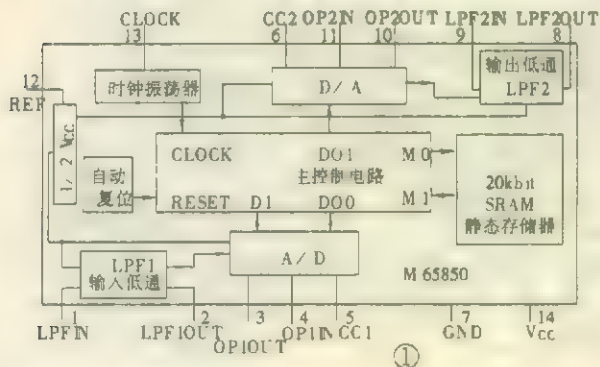 CLOCK CC2 OP2IN OP2OUT LPF2IN LPF2OUT
13 6 11 10 9 8
12
REF
时钟振荡器
D/A
输出低通
LPF2
1/2 VCC
自动
复位
CLOCK DO1 M0
主控制电路
RESET D1 DO0 M1
20kbit
SRAM
静态存储器
LPF1
输入低通
A/D
M 65850
1 2 3 4 5 7 14
LPFIN LPF1OUT OP1IN CC1 GND VCC
OP1OUT
①